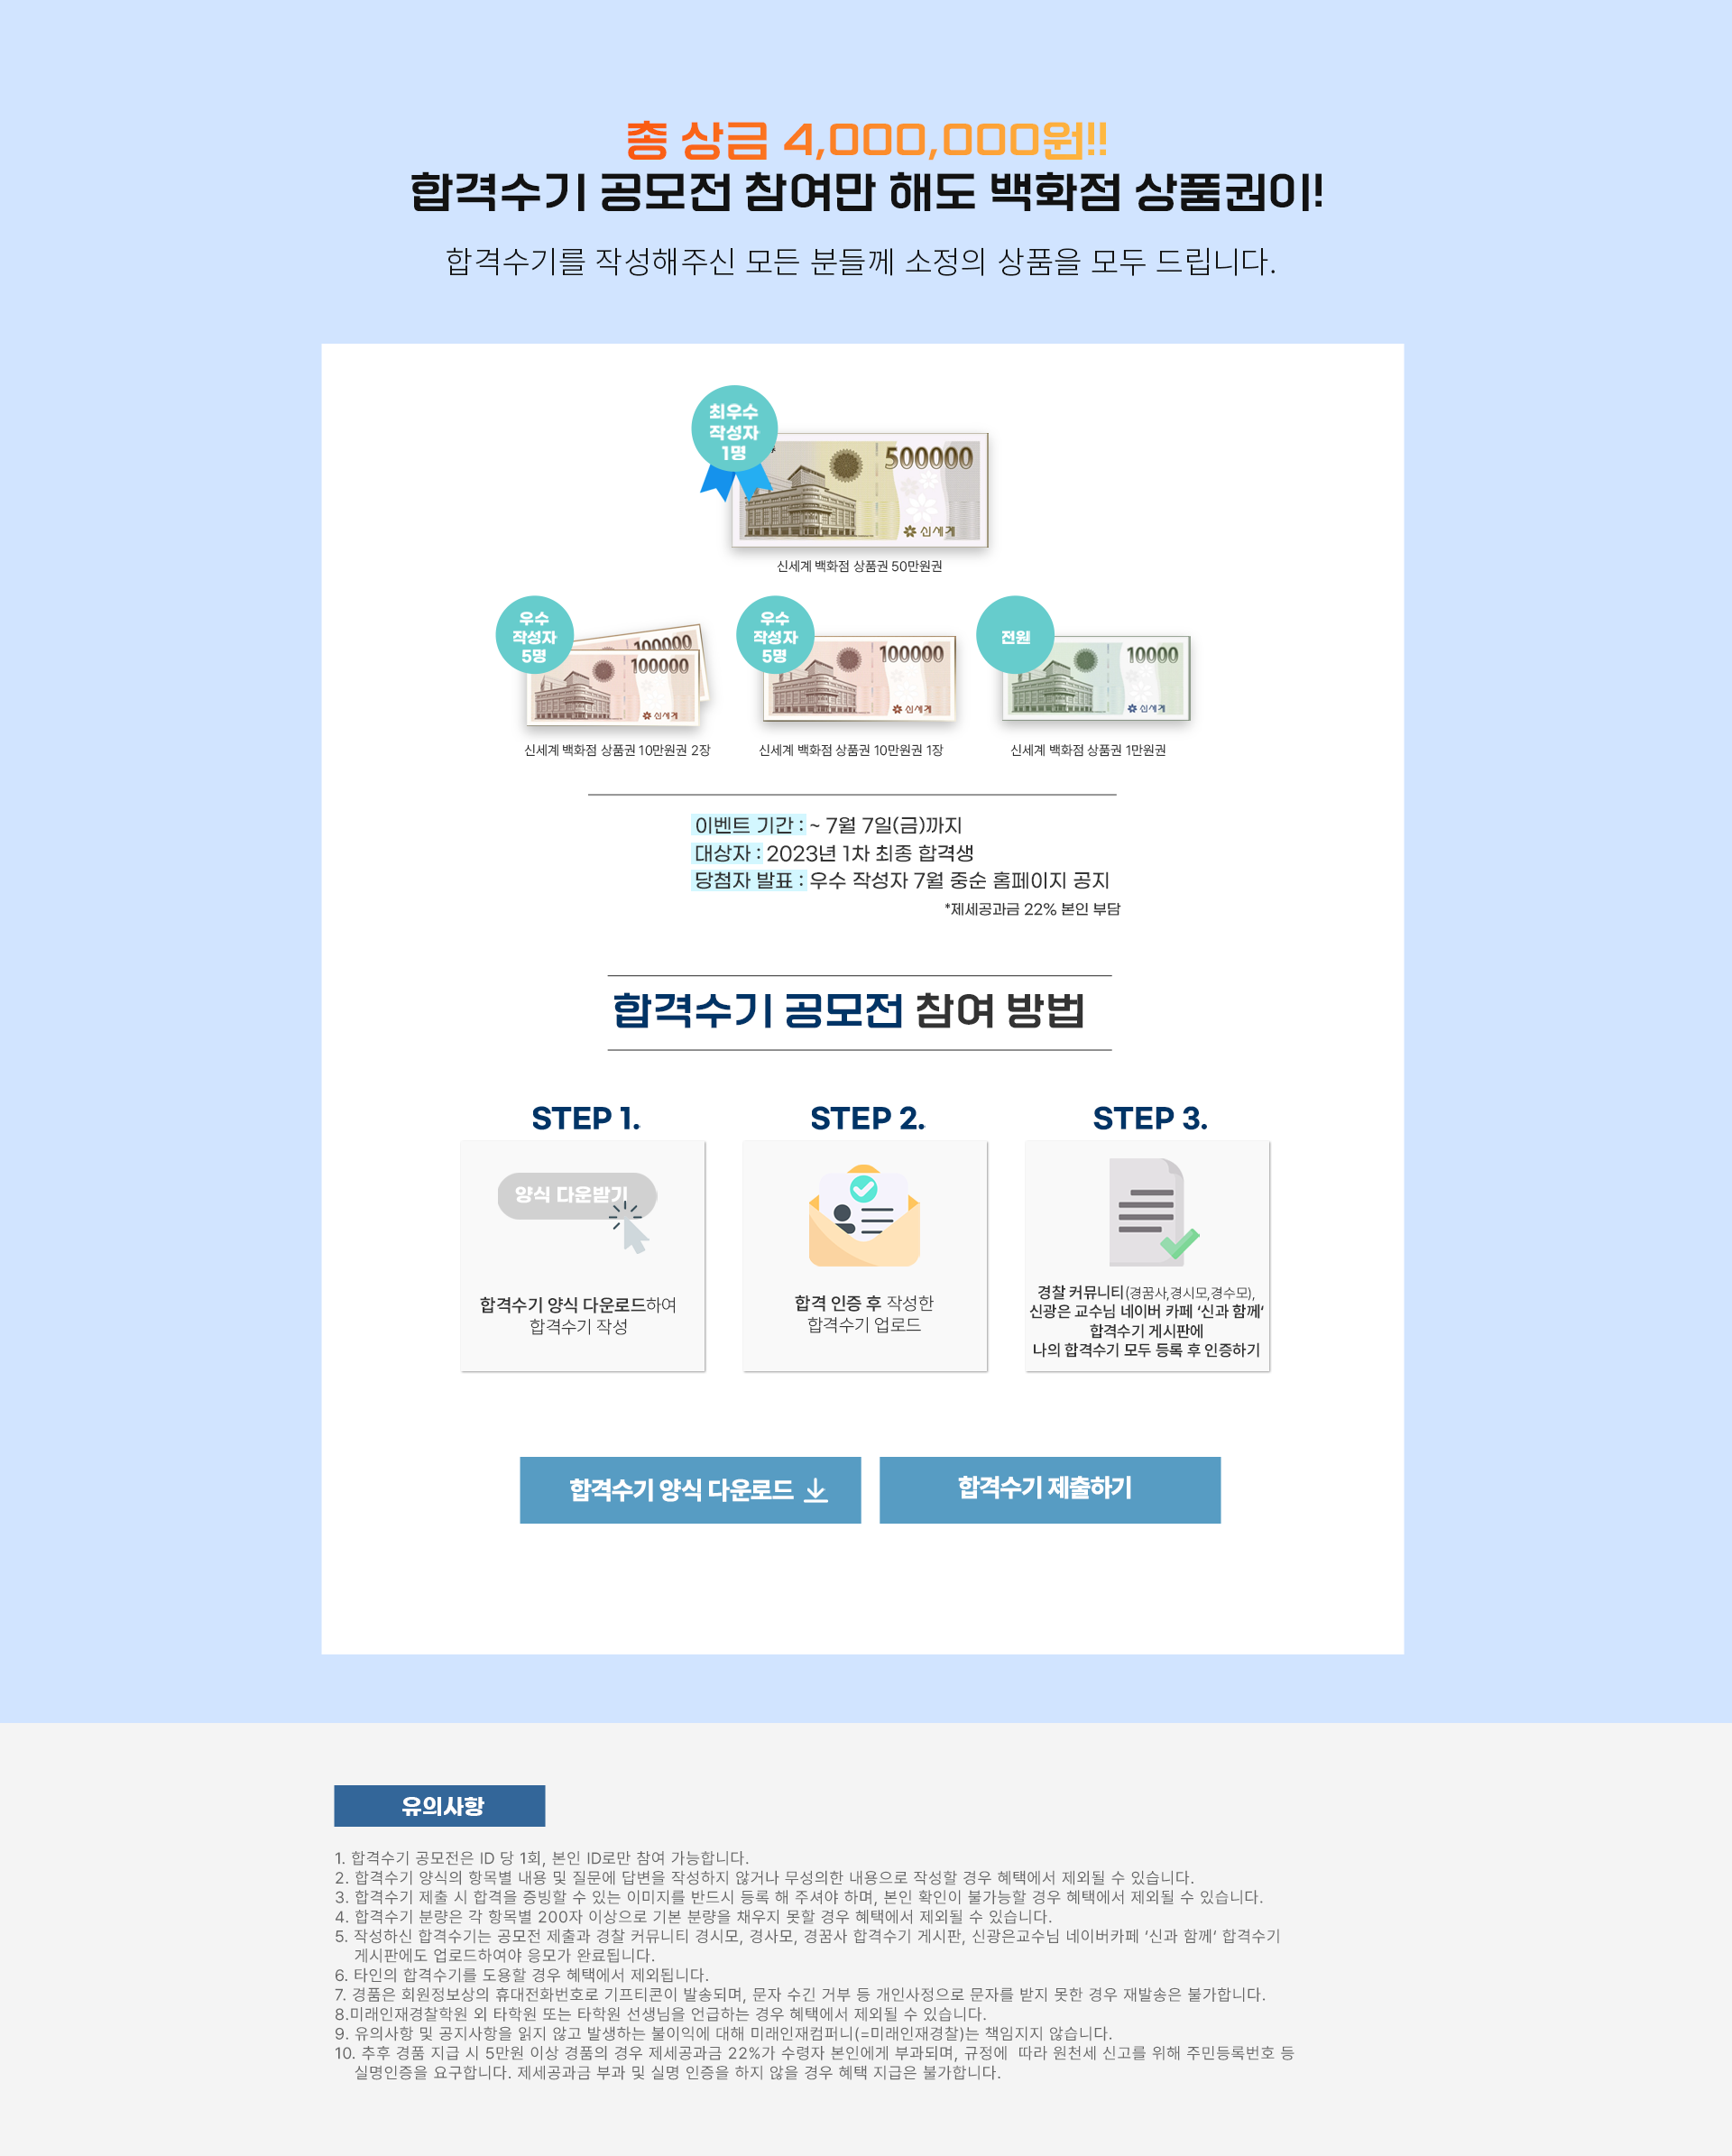 총 상금 4,000,000원!!
합격수기 공모전 참여만 해도 백화점 상품권이!
합격수기를 작성해주신 모든 분들께 소정의 상품을 모두 드립니다.
최우수
작성자
1명
500000
신세계
신세계 백화점 상품권 50만원권
우수
작성자
5명
100000
100000
신세계
신세계 백화점 상품권 10만원권 2장
우수
작성자
5명
100000
신세계
신세계 백화점 상품권 10만원권 1장
전원
10000
신세계
신세계 백화점 상품권 1만원권
이벤트 기간 : ~ 7월 7일(금)까지
대상자 : 2023년 1차 최종 합격생
당첨자 발표 : 우수 작성자 7월 중순 홈페이지 공지
*제세공과금 22% 본인 부담
합격수기 공모전 참여 방법
STEP 1.
양식 다운받기
합격수기 양식 다운로드하여
합격수기 작성
STEP 2.
합격 인증 후 작성한
합격수기 업로드
STEP 3.
경찰 커뮤니티(경꿈사,경시모,경수모),
신광은 교수님 네이버 카페 ‘신과 함께‘
합격수기 게시판에
나의 합격수기 모두 등록 후 인증하기
합격수기 양식 다운로드
합격수기 제출하기
유의사항
1. 합격수기 공모전은 ID 당 1회, 본인 ID로만 참여 가능합니다.
2. 합격수기 양식의 항목별 내용 및 질문에 답변을 작성하지 않거나 무성의한 내용으로 작성할 경우 혜택에서 제외될 수 있습니다.
3. 합격수기 제출 시 합격을 증빙할 수 있는 이미지를 반드시 등록 해 주셔야 하며, 본인 확인이 불가능할 경우 혜택에서 제외될 수 있습니다.
4. 합격수기 분량은 각 항목별 200자 이상으로 기본 분량을 채우지 못할 경우 혜택에서 제외될 수 있습니다.
5. 작성하신 합격수기는 공모전 제출과 경찰 커뮤니티 경시모, 경사모, 경꿈사 합격수기 게시판, 신광은교수님 네이버카페 ‘신과 함께‘ 합격수기
게시판에도 업로드하여야 응모가 완료됩니다.
6. 타인의 합격수기를 도용할 경우 혜택에서 제외됩니다.
7. 경품은 회원정보상의 휴대전화번호로 기프티콘이 발송되며, 문자 수긴 거부 등 개인사정으로 문자를 받지 못한 경우 재발송은 불가합니다.
8.미래인재경찰학원 외 타학원 또는 타학원 선생님을 언급하는 경우 혜택에서 제외될 수 있습니다.
9. 유의사항 및 공지사항을 읽지 않고 발생하는 불이익에 대해 미래인재컴퍼니(=미래인재경찰)는 책임지지 않습니다.
10. 추후 경품 지급 시 5만원 이상 경품의 경우 제세공과금 22%가 수령자 본인에게 부과되며, 규정에 따라 원천세 신고를 위해 주민등록번호 등
실명인증을 요구합니다. 제세공과금 부과 및 실명 인증을 하지 않을 경우 혜택 지급은 불가합니다.